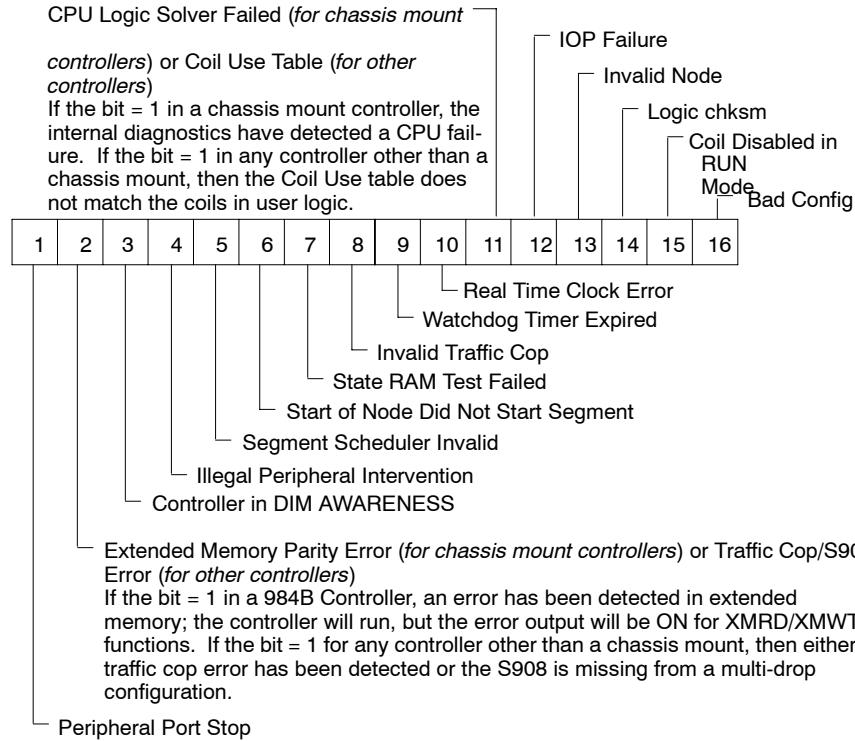 CPU Logic Solver Failed (for chassis mount
controllers) or Coil Use Table (for other
controllers)
If the bit = 1 in a chassis mount controller, the
internal diagnostics have detected a CPU fail-
ure. If the bit = 1 in any controller other than a
chassis mount, then the Coil Use table does
not match the coils in user logic.
IOP Failure
Invalid Node
Logic chksm
Coil Disabled in
RUN
Mode
Bad Config
1 2 3 4 5 6 7 8 9 10 11 12 13 14 15 16
Real Time Clock Error
Watchdog Timer Expired
Invalid Traffic Cop
State RAM Test Failed
Start of Node Did Not Start Segment
Segment Scheduler Invalid
Illegal Peripheral Intervention
Controller in DIM AWARENESS
Extended Memory Parity Error (for chassis mount controllers) or Traffic Cop/S90
Error (for other controllers)
If the bit = 1 in a 984B Controller, an error has been detected in extended
memory; the controller will run, but the error output will be ON for XMRD/XMWT
functions. If the bit = 1 for any controller other than a chassis mount, then either
traffic cop error has been detected or the S908 is missing from a multi-drop
configuration.
Peripheral Port Stop